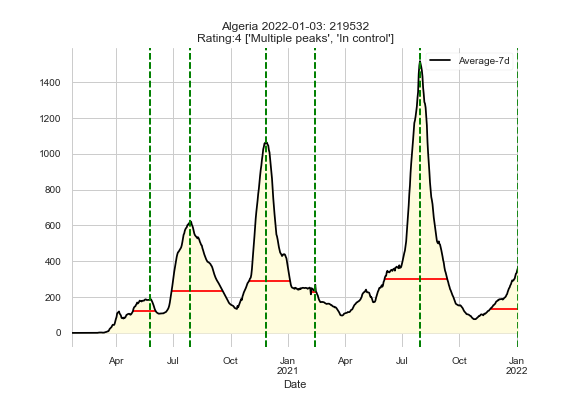 Algeria 2022-01-03: 219532
Rating:4 ['Multiple peaks', 'In control']
Average-7d
1400
1200
1000
800
600
400
200
0
Apr Jul Oct Jan Apr Jul Oct Jan
2021 2022
Date